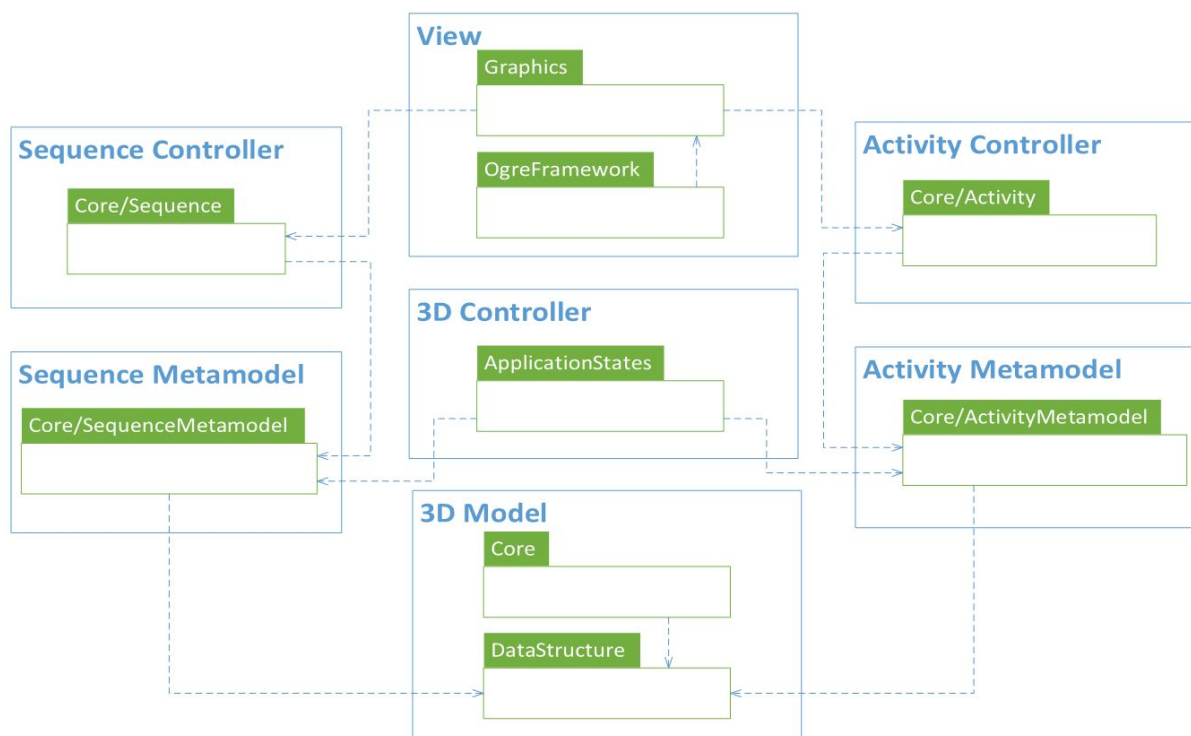 View
Graphics
OgreFramework
Sequence Controller
Core/Sequence
Activity Controller
Core/Activity
3D Controller
ApplicationStates
Sequence Metamodel
Core/SequenceMetamodel
Activity Metamodel
Core/ActivityMetamodel
3D Model
Core
DataStructure